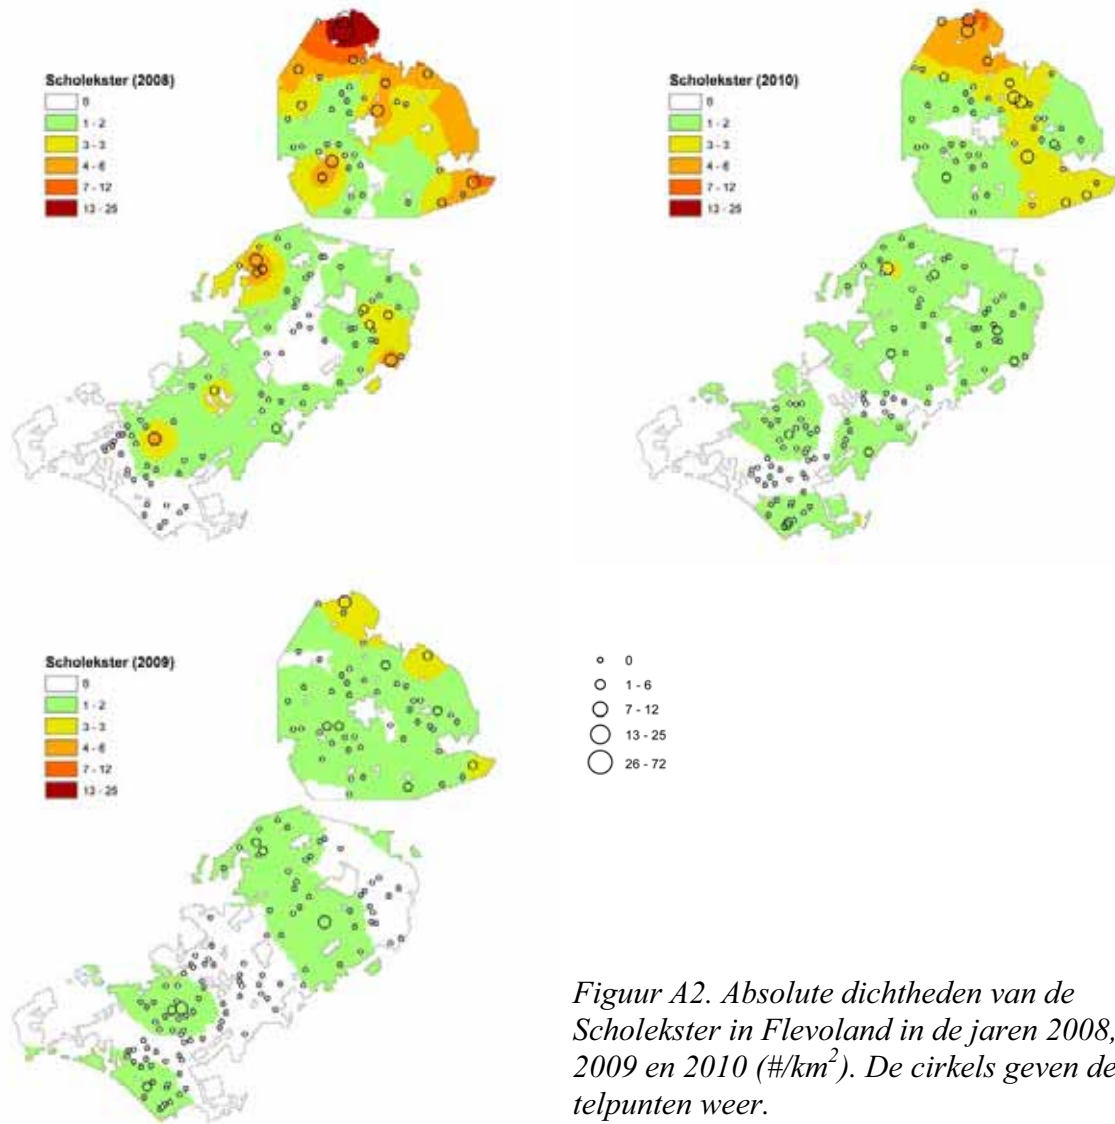 Scholekster (2008)
0
1 - 2
3 - 3
4 - 6
7 - 12
13 - 25
Scholekster (2010)
0
1 - 2
3 - 3
4 - 6
7 - 12
13 - 25
Scholekster (2009)
0
1 - 2
3 - 3
4 - 6
7 - 12
13 - 25
0
1 - 6
7 - 12
13 - 25
26 - 72
Figuur A2. Absolute dichtheden van de
Scholekster in Flevoland in de jaren 2008,
2009 en 2010 (#/km²). De cirkels geven de
telpunten weer.